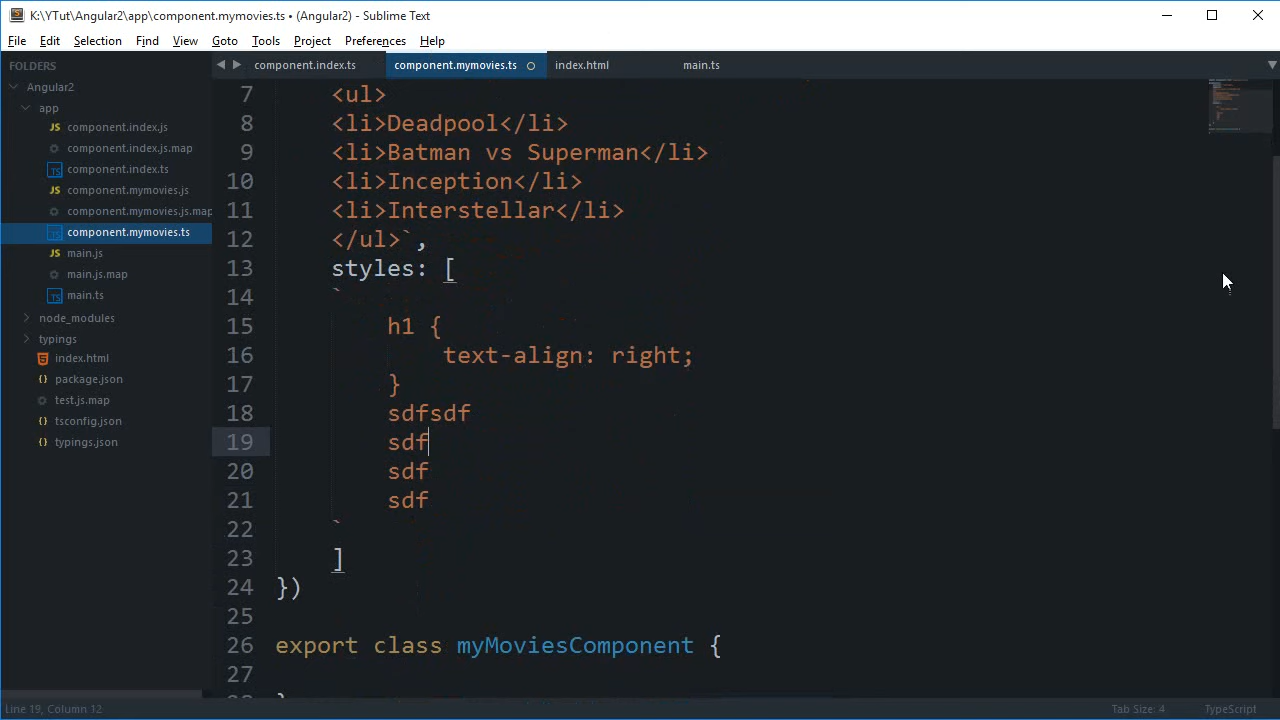 K:\YTut\Angular2\app\component.mymovies.ts • (Angular2) - Sublime Text
File Edit Selection Find View Goto Tools Project Preferences Help
FOLDERS
Angular2
app
component.index.js
component.index.js.map
component.index.ts
component.mymovies.js
component.mymovies.js.map
component.mymovies.ts
main.js
main.js.map
main.ts
node_modules
typings
index.html
package.json
test.js.map
tsconfig.json
typings.json
component.index.ts component.mymovies.ts index.html main.ts
7 <ul>
8 <li>Deadpool</li>
9 <li>Batman vs Superman</li>
10 <li>Inception</li>
11 <li>Interstellar</li>
12 </ul>`,
13 styles: [
14 `
15 h1 {
16 text-align: right;
17 }
18 sdfsdf
19 sdf
20 sdf
21 sdf
22 `
23 ]
24 })
25
26 export class myMoviesComponent {
27
Line 19, Column 12 Tab Size: 4 TypeScript